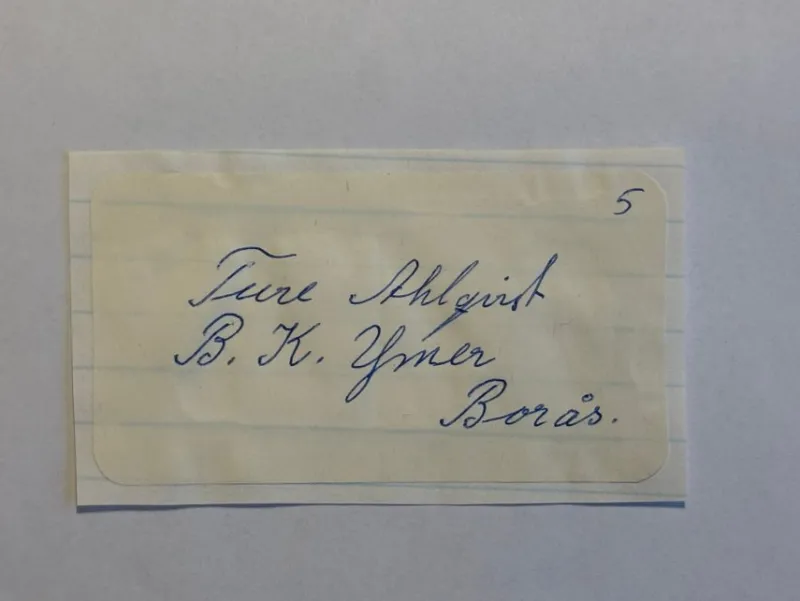 5
Ture Ahlqvist
B. K. Ymer
Borås.